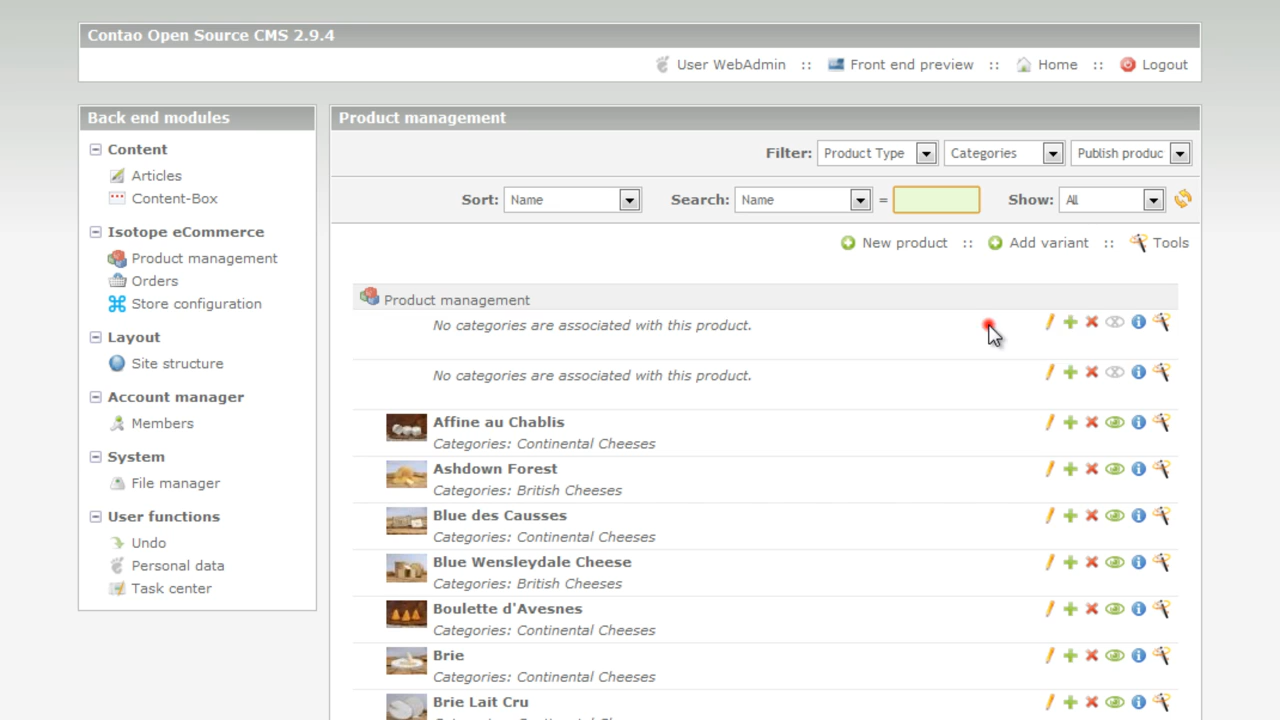 Contao Open Source CMS 2.9.4
User WebAdmin :: Front end preview :: Home :: Logout
Back end modules
Content
Articles
Content-Box
Isotope eCommerce
Product management
Orders
Store configuration
Layout
Site structure
Account manager
Members
System
File manager
User functions
Undo
Personal data
Task center
Product management
Filter: Product Type Categories Publish produc
Sort: Name Search: Name = Show: All
New product :: Add variant :: Tools
Product management
No categories are associated with this product.
No categories are associated with this product.
Affine au Chablis
Categories: Continental Cheeses
Ashdown Forest
Categories: British Cheeses
Blue des Causses
Categories: Continental Cheeses
Blue Wensleydale Cheese
Categories: British Cheeses
Boulette d'Avesnes
Categories: Continental Cheeses
Brie
Categories: Continental Cheeses
Brie Lait Cru